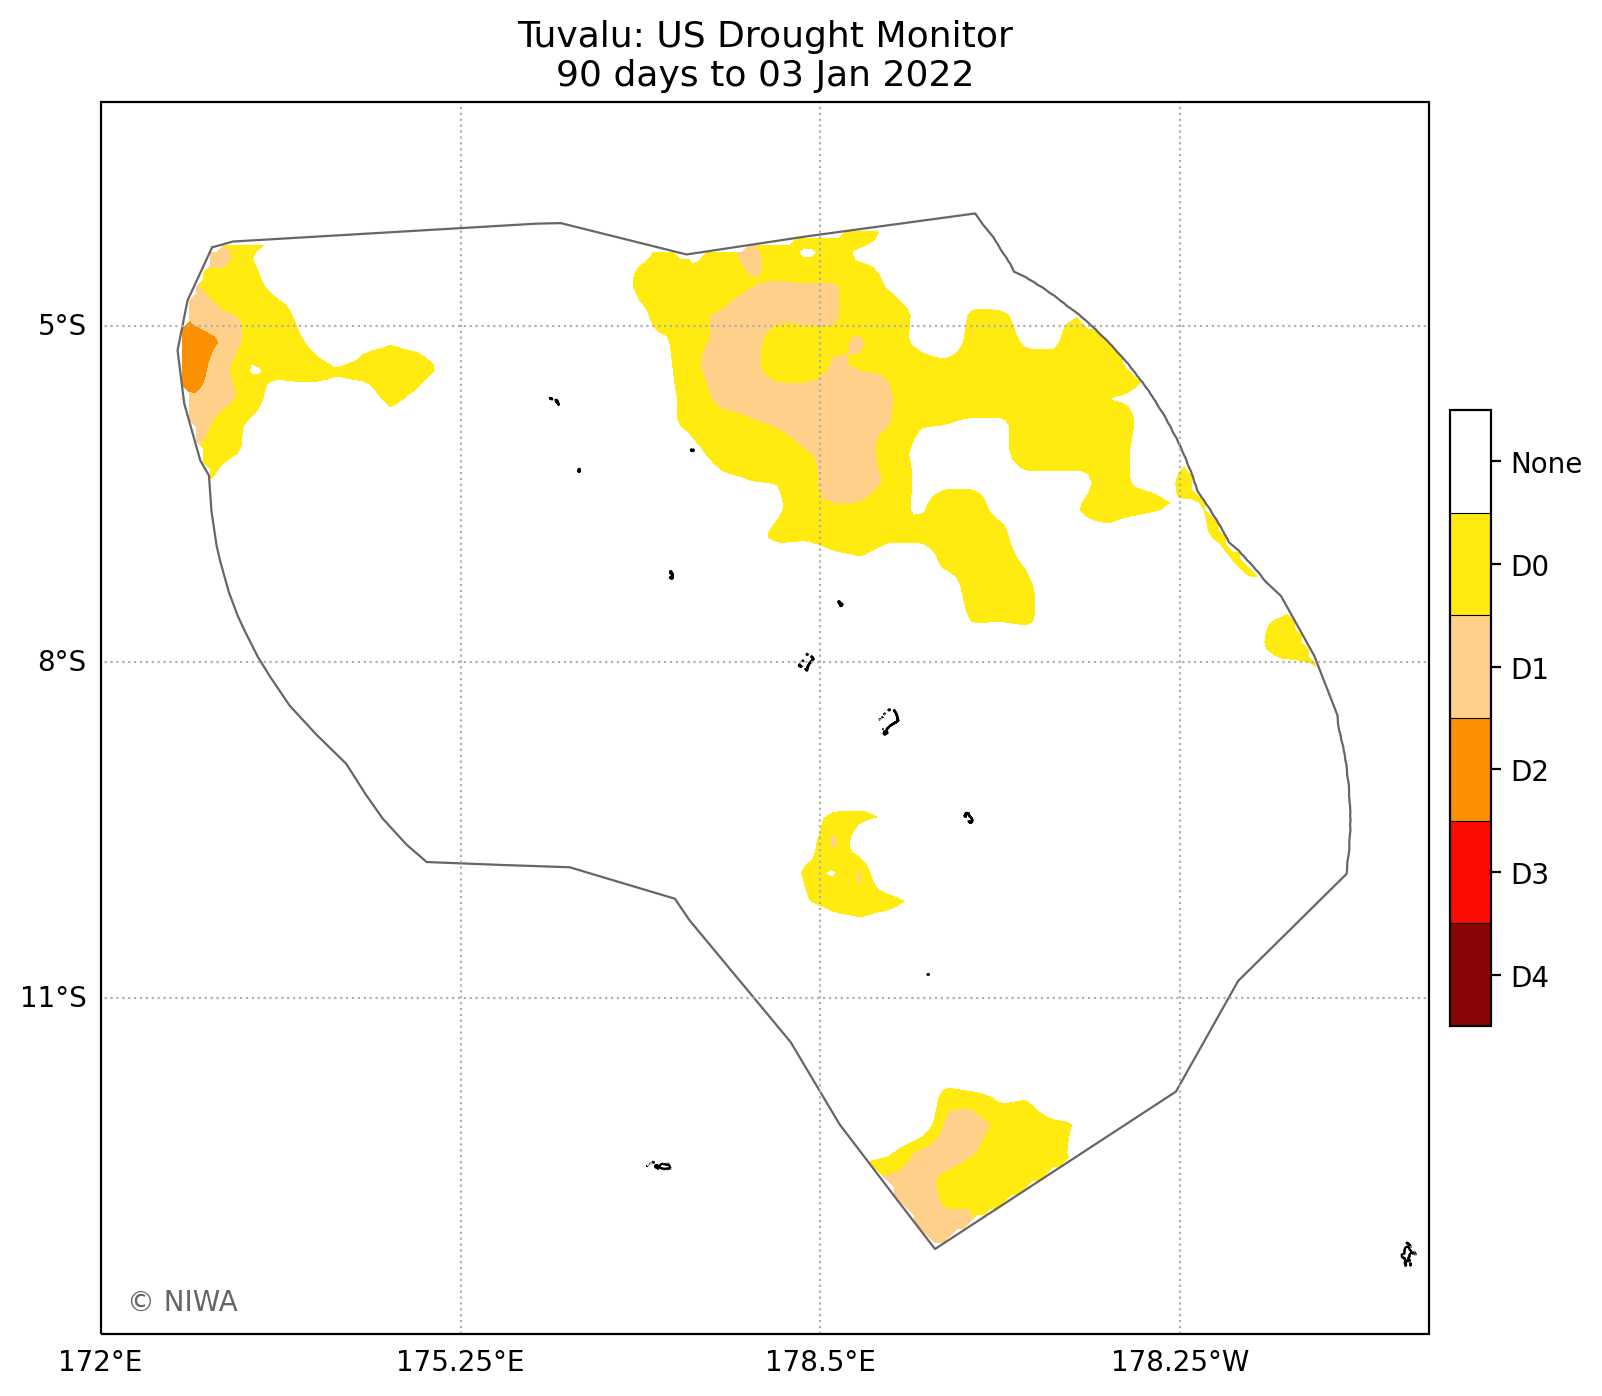 Tuvalu: US Drought Monitor
90 days to 03 Jan 2022
5°S
8°S
11°S
172°E
175.25°E
178.5°E
178.25°W
None
D0
D1
D2
D3
D4
© NIWA